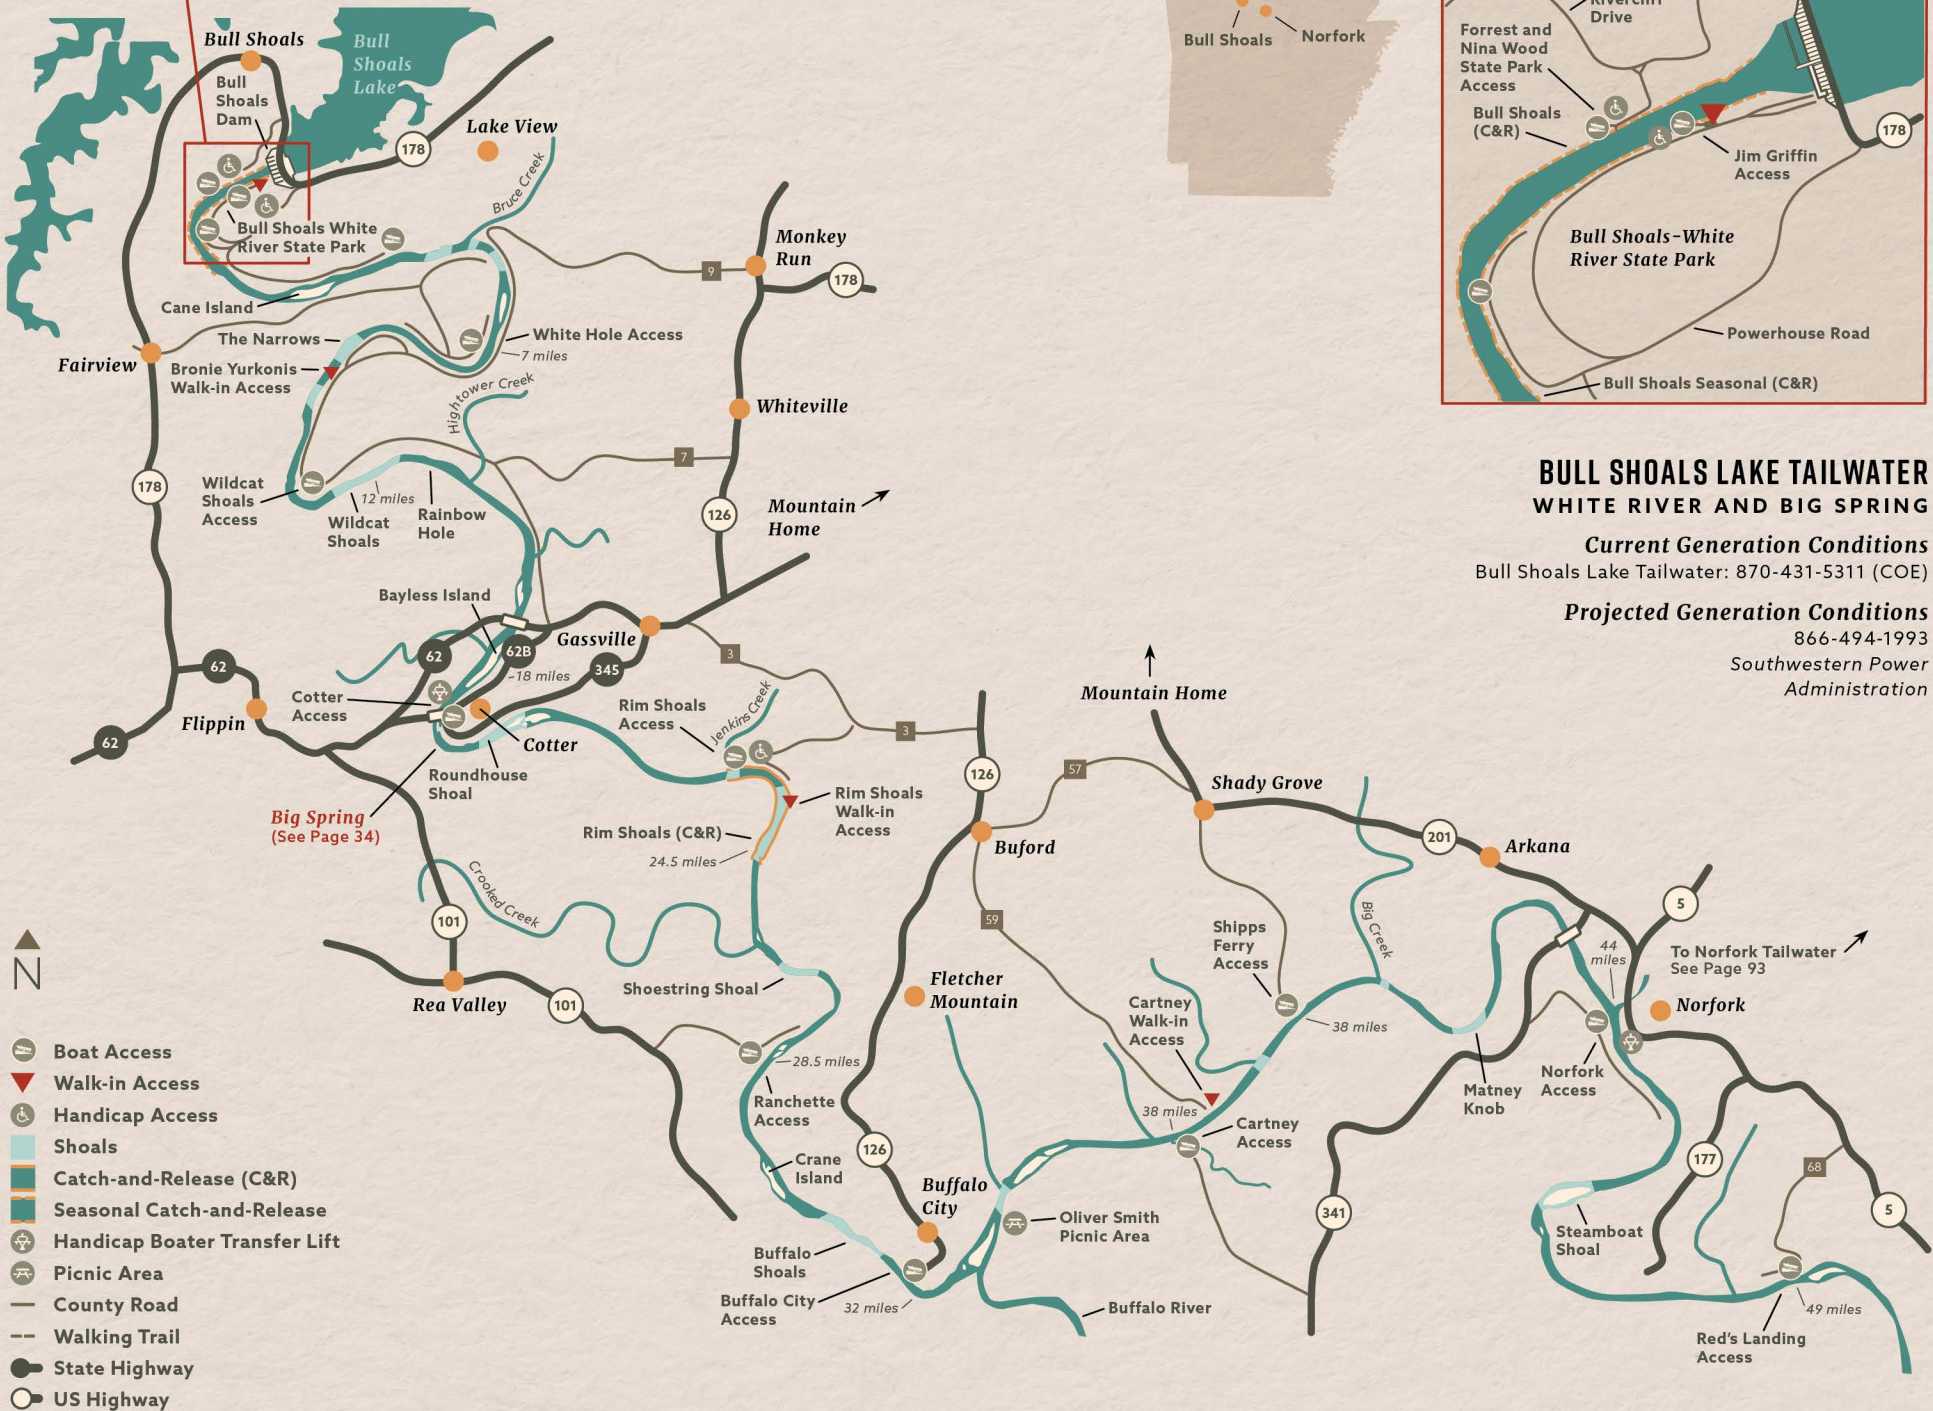 Bull Shoals
Bull
Shoals
Lake
Bull
Shoals
Dam
Lake View
178
Bruce Creek
Bull Shoals White
River State Park
Monkey
Run
178
9
Cane Island
The Narrows
White Hole Access
7 miles
Fairview
Bronie Yurkonis
Walk-in Access
Hightower Creek
Whiteville
7
178
Wildcat
Shoals
Access
12 miles
Wildcat
Shoals
Rainbow
Hole
126
Mountain
Home
Bayless Island
Gassville
62
62B
345
~18 miles
3
62
Flippin
62
Cotter
Access
Cotter
Roundhouse
Shoal
Big Spring
(See Page 34)
Rim Shoals
Access
Jenkins Creek
3
126
Rim Shoals
Walk-in
Access
Rim Shoals (C&R)
24.5 miles
Crooked Creek
101
Rea Valley
101
Shoestring Shoal
28.5 miles
Ranchette
Access
Crane
Island
Buffalo
Shoals
Buffalo City
Access
32 miles
126
Buffalo
City
Fletcher
Mountain
Buford
57
59
Mountain Home
Shady Grove
201
Arkana
5
Shipps
Ferry
Access
Big Creek
Cartney
Walk-in
Access
38 miles
38 miles
Cartney
Access
Oliver Smith
Picnic Area
Buffalo River
341
Matney
Knob
Norfork
Access
44
miles
To Norfork Tailwater
See Page 93
Norfork
177
68
5
Steamboat
Shoal
Red's Landing
Access
49 miles
Bull Shoals
Norfork
Rivercliff
Drive
Forrest and
Nina Wood
State Park
Access
Bull Shoals
(C&R)
178
Jim Griffin
Access
Bull Shoals-White
River State Park
Powerhouse Road
Bull Shoals Seasonal (C&R)
BULL SHOALS LAKE TAILWATER
WHITE RIVER AND BIG SPRING
Current Generation Conditions
Bull Shoals Lake Tailwater: 870-431-5311 (COE)
Projected Generation Conditions
866-494-1993
Southwestern Power
Administration
N
Boat Access
Walk-in Access
Handicap Access
Shoals
Catch-and-Release (C&R)
Seasonal Catch-and-Release
Handicap Boater Transfer Lift
Picnic Area
County Road
Walking Trail
State Highway
US Highway